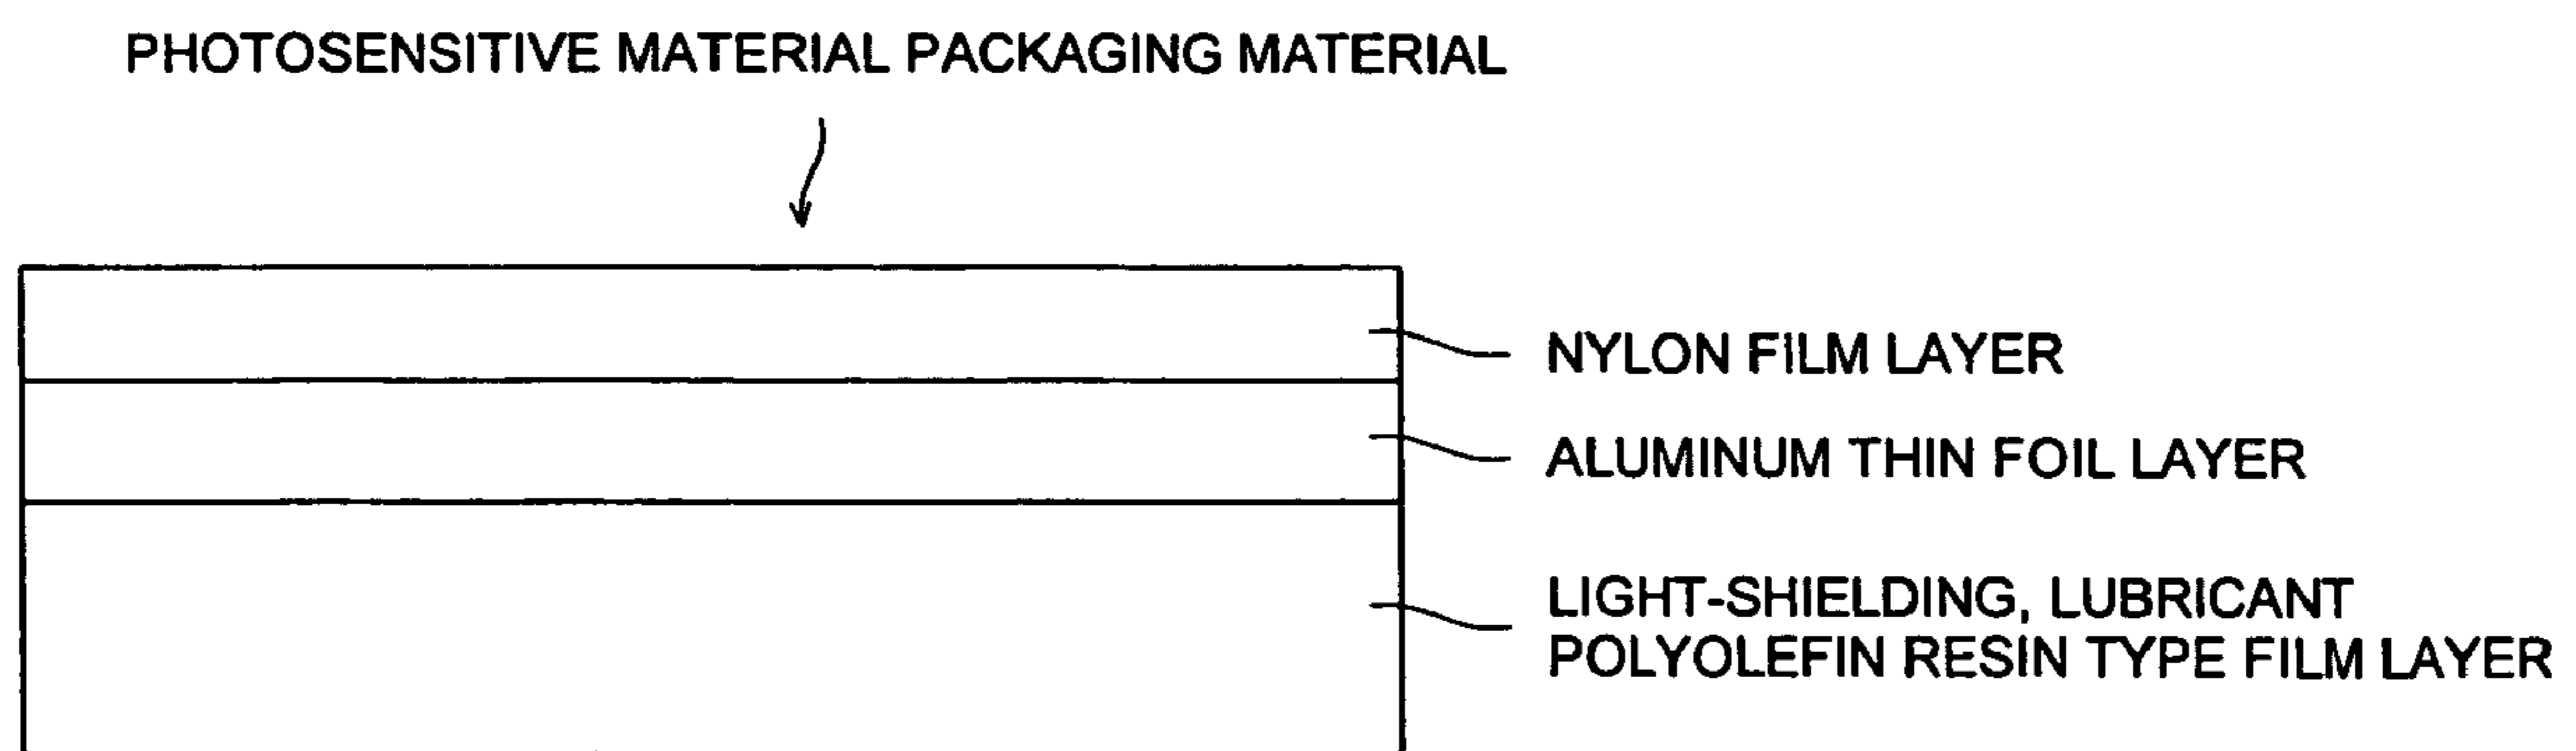 PHOTOSENSITIVE MATERIAL PACKAGING MATERIAL
NYLON FILM LAYER
ALUMINUM THIN FOIL LAYER
LIGHT-SHIELDING, LUBRICANT
POLYOLEFIN RESIN TYPE FILM LAYER